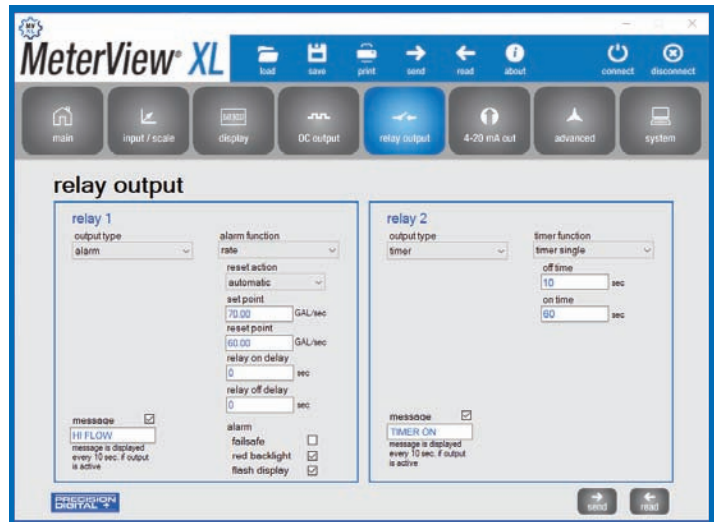 MeterView® XL
load save print send read about connect disconnect
main input / scale display DC output relay output 4-20 mA out advanced system
relay output
relay 1
output type alarm function
alarm rate
reset action
automatic
set point
70.00 GAL/sec
reset point
60.00 GAL/sec
relay on delay
0 sec
relay off delay
0 sec
message
HI FLOW
message is displayed
every 10 sec. if output
is active
alarm
failsafe
red backlight
flash display
relay 2
output type timer function
timer timer single
off time
10 sec
on time
60 sec
message
TIMER ON
message is displayed
every 10 sec. if output
is active
PRECISION
DIGITAL
send read